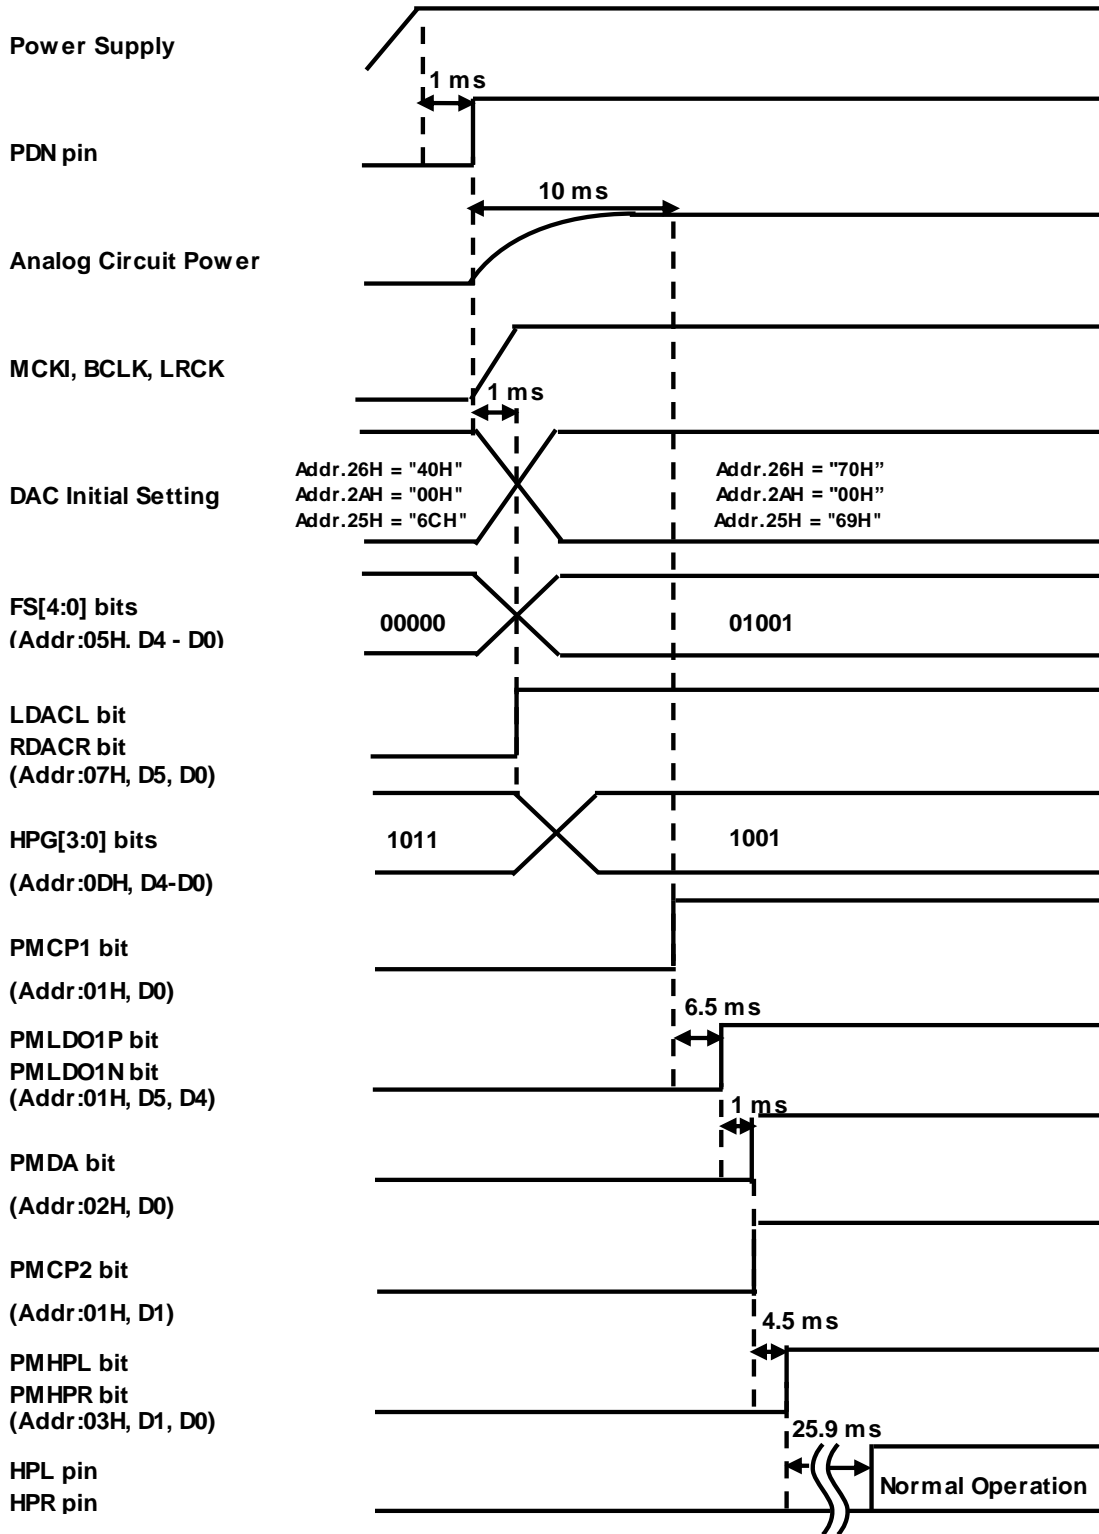 Power Supply
1 ms
PDN pin
10 ms
Analog Circuit Power
MCKI, BCLK, LRCK
1 ms
DAC Initial Setting
Addr.26H = "40H"
Addr.2AH = "00H"
Addr.25H = "6CH"
Addr.26H = "70H”
Addr.2AH = "00H”
Addr.25H = "69H"
FS[4:0] bits
(Addr:05H, D4 - D0)
00000
01001
LDACL bit
RDACR bit
(Addr:07H, D5, D0)
HPG[3:0] bits
(Addr:0DH, D4-D0)
1011
1001
PMCP1 bit
(Addr:01H, D0)
6.5 ms
PMLDO1P bit
PMLDO1N bit
(Addr:01H, D5, D4)
1 ms
PMDA bit
(Addr:02H, D0)
PMCP2 bit
(Addr:01H, D1)
4.5 ms
PMHPL bit
PMHPR bit
(Addr:03H, D1, D0)
25.9 ms
HPL pin
HPR pin
Normal Operation